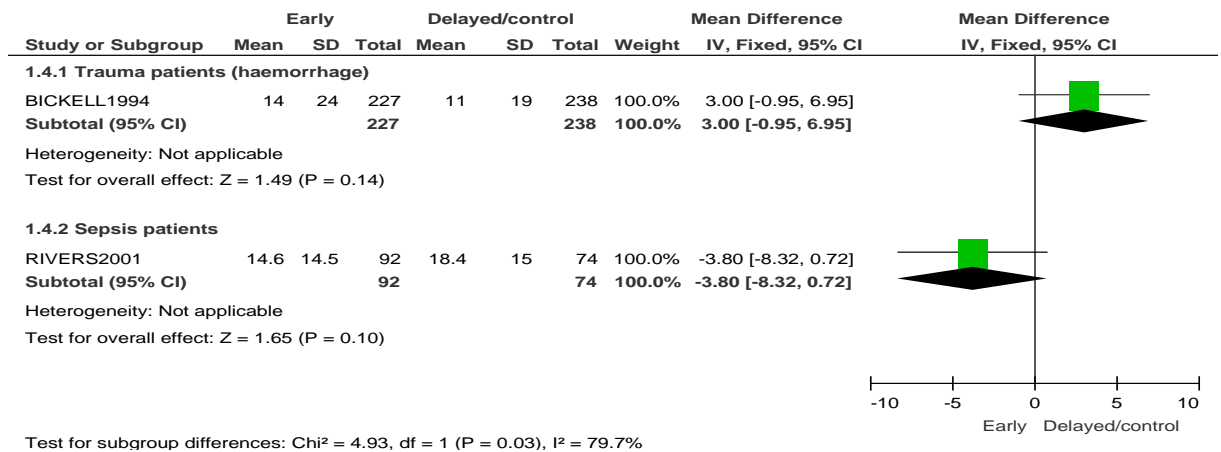 Early Delayed/control Mean Difference Mean Difference
Study or Subgroup Mean SD Total Mean SD Total Weight IV, Fixed, 95% CI IV, Fixed, 95% CI
1.4.1 Trauma patients (haemorrhage)
BICKELL1994 14 24 227 11 19 238 100.0% 3.00 [-0.95, 6.95]
Subtotal (95% CI) 227 238 100.0% 3.00 [-0.95, 6.95]
Heterogeneity: Not applicable
Test for overall effect: Z = 1.49 (P = 0.14)
1.4.2 Sepsis patients
RIVERS2001 14.6 14.5 92 18.4 15 74 100.0% -3.80 [-8.32, 0.72]
Subtotal (95% CI) 92 74 100.0% -3.80 [-8.32, 0.72]
Heterogeneity: Not applicable
Test for overall effect: Z = 1.65 (P = 0.10)
-10 -5 0 5 10
Early Delayed/control
Test for subgroup differences: Chi² = 4.93, df = 1 (P = 0.03), I² = 79.7%